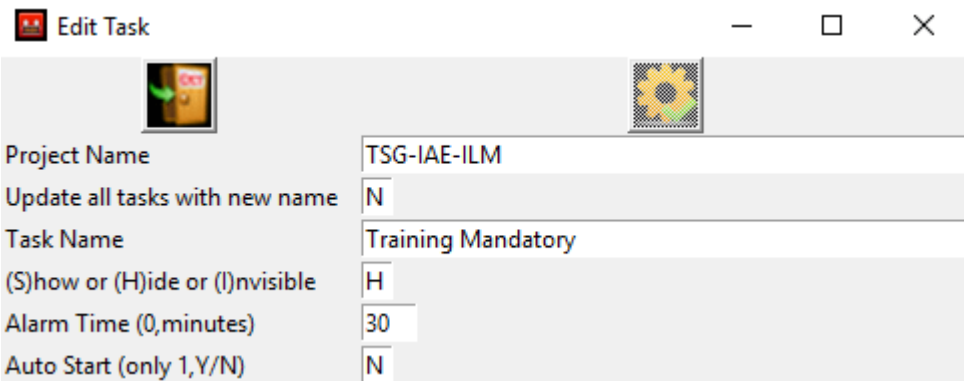 Edit Task
EXIT
Project Name TSG-IAE-ILM
Update all tasks with new name N
Task Name Training Mandatory
(S)how or (H)ide or (I)nvisible H
Alarm Time (0,minutes) 30
Auto Start (only 1,Y/N) N